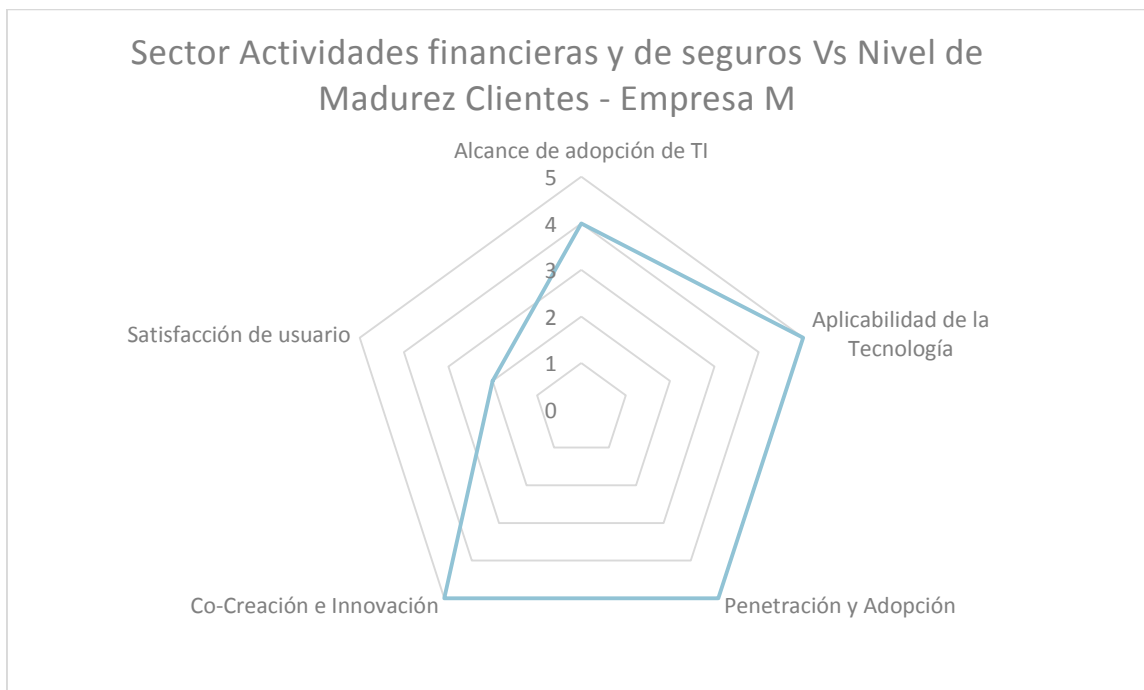 Sector Actividades financieras y de seguros Vs Nivel de
Madurez Clientes - Empresa M
Alcance de adopción de TI
5
4
3
2
1
0
Aplicabilidad de la
Tecnología
Satisfacción de usuario
Co-Creación e Innovación
Penetración y Adopción